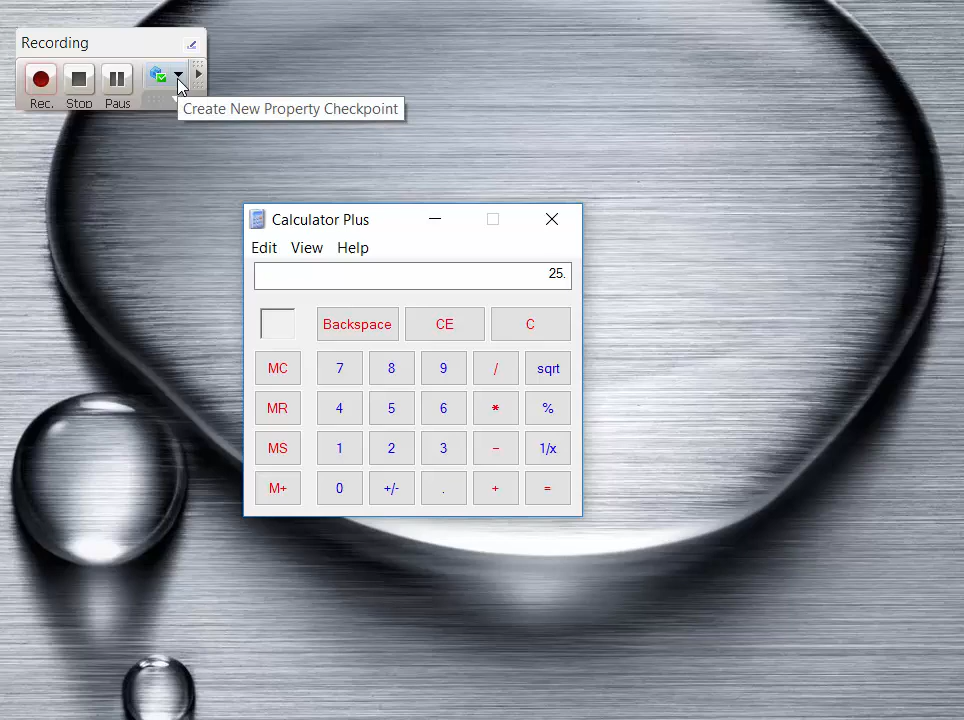 Recording
Rec. Stop Paus
Create New Property Checkpoint
Calculator Plus
Edit View Help
25.
Backspace CE C
MC 7 8 9 / sqrt
MR 4 5 6 * %
MS 1 2 3 - 1/x
M+ 0 +/- . + =